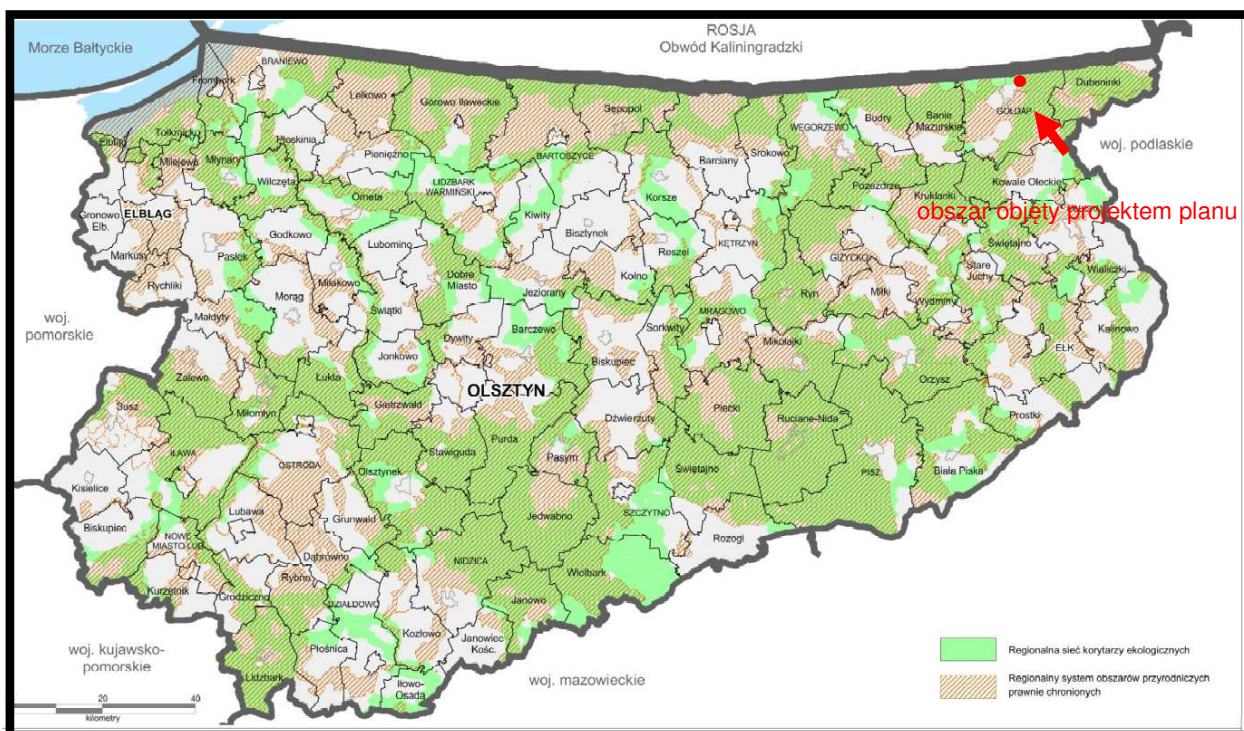 ROSJA
Obwód Kaliningradzki
Morze Bałtyckie
BRANIEWO
Frombork
Lelkowo
Górowo Iławeckie
Sępopol
Dubeninki
GOŁDAP
Banie
Mazurskie
Budry
WĘGORZEWO
Tolkmicko
Płoskinia
Elbląg
Milejewo
Młynary
Pieniężno
BARTOSZYCE
Barciany
Srokowo
woj. podlaskie
Wilczęta
Orneta
LIDZBARK
WARMIŃSKI
Korsze
Pozezdrze
Kruklanki
Kowale Oleckie
obszar objęty projektem planu
Gronowo
Elb.
ELBLĄG
Godkowo
Kiwity
Bisztynek
Lubomino
Reszel
KĘTRZYN
GIŻYCKO
Świętajno
Stare
Juchy
Wieliczki
Markusy
Pasłęk
Miłakowo
Dobre
Miasto
Kolno
Jeziorany
Rychliki
Morąg
Świątki
Ryn
Miłki
Wydminy
Małdyty
Barczewo
Sorkwity
MRĄGOWO
Kalinowo
woj.
pomorskie
Dywity
Mikołajki
EŁK
Jonkowo
Biskupiec
Zalewo
Łukta
OLSZTYN
Orzysz
Gietrzwałd
Piecki
Susz
Miłomłyn
Dźwierzuty
Ruciane-Nida
Prostki
Purda
Stawiguda
IŁAWA
OSTRÓDA
Olsztynek
Pasym
Świętajno
PISZ
Biała Piska
Kisielice
Lubawa
Grunwald
Jedwabno
SZCZYTNO
Biskupiec
NOWE
MIASTO LUB.
Rozogi
Dąbrówno
NIDZICA
Wielbark
Kurzętnik
Rybno
Grodziczno
DZIAŁDOWO
Janowo
Kozłowo
Janowiec
Kośc.
Płośnica
woj. kujawsko-
pomorskie
Lidzbark
Iłowo-
Osada
woj. mazowieckie
Regionalna sieć korytarzy ekologicznych
Regionalny system obszarów przyrodniczych
prawnie chronionych
20
40
kilometry